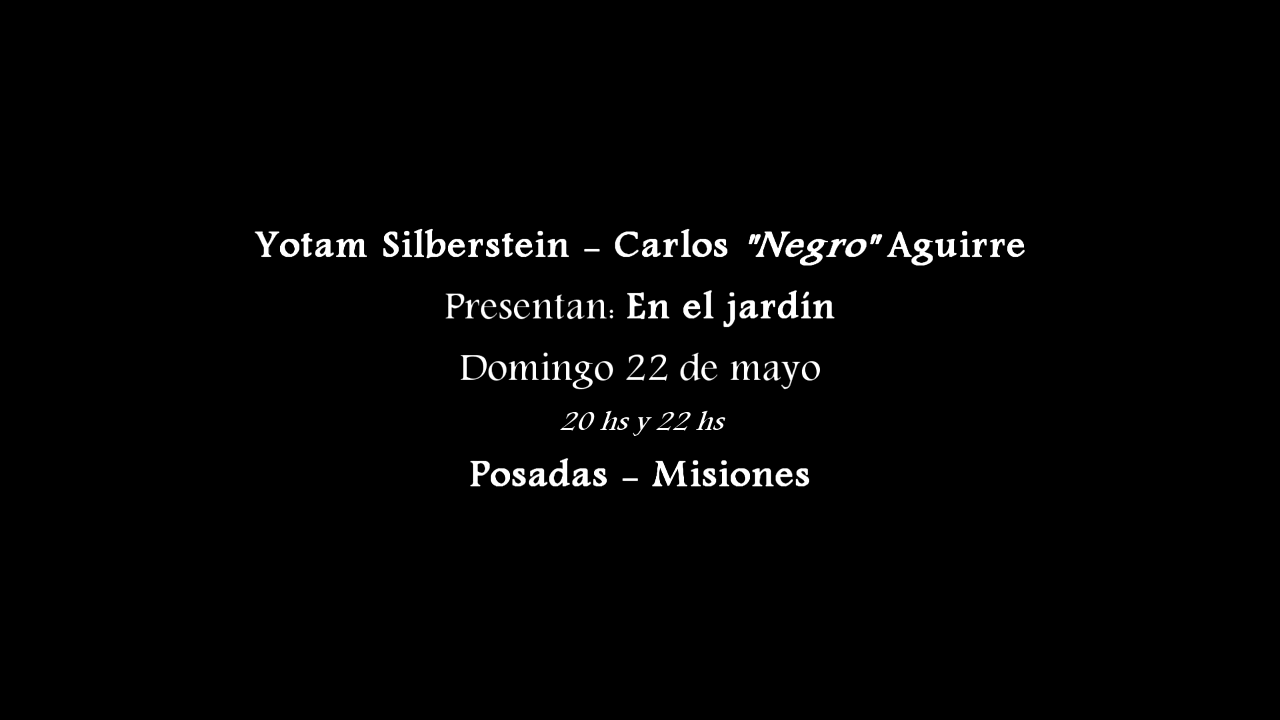 Yotam Silberstein - Carlos "Negro" Aguirre
Presentan: En el jardín
Domingo 22 de mayo
20 hs y 22 hs
Posadas - Misiones